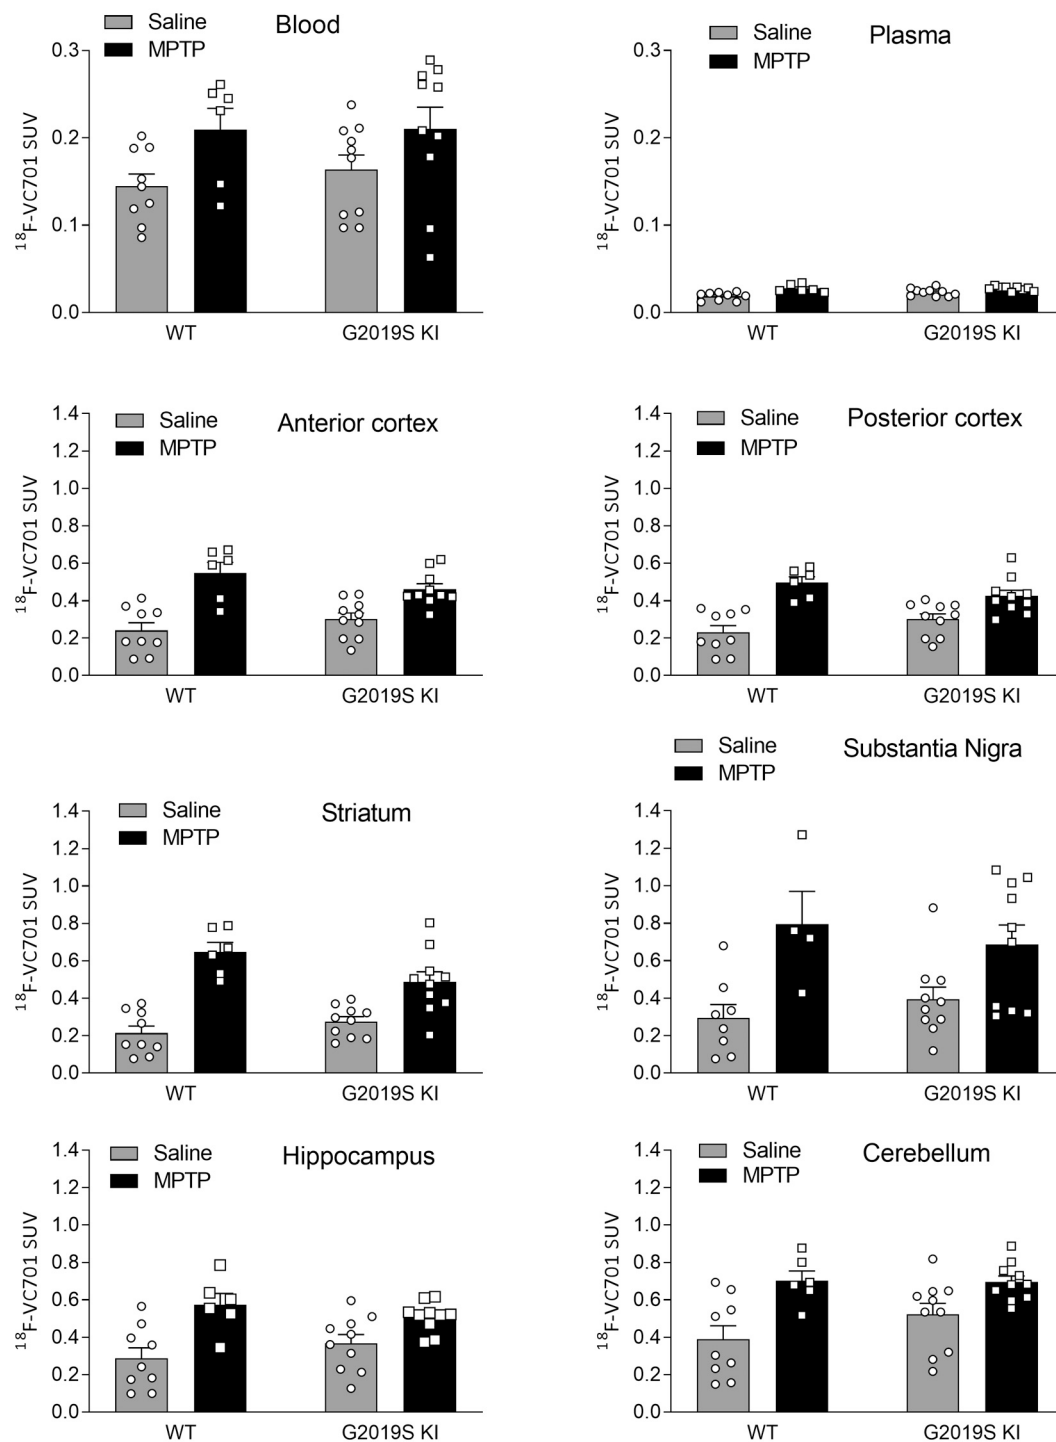 Saline
MPTP
Blood
0.3
0.2
0.1
0.0
18F-VC701 SUV
WT
G2019S KI
Saline
MPTP
Plasma
0.3
0.2
0.1
0.0
18F-VC701 SUV
WT
G2019S KI
Saline
MPTP
Anterior cortex
1.4
1.2
1.0
0.8
0.6
0.4
0.2
0.0
18F-VC701 SUV
WT
G2019S KI
Saline
MPTP
Posterior cortex
1.4
1.2
1.0
0.8
0.6
0.4
0.2
0.0
18F-VC701 SUV
WT
G2019S KI
Saline
MPTP
Striatum
1.4
1.2
1.0
0.8
0.6
0.4
0.2
0.0
18F-VC701 SUV
WT
G2019S KI
Saline
MPTP
Substantia Nigra
1.4
1.2
1.0
0.8
0.6
0.4
0.2
0.0
18F-VC701 SUV
WT
G2019S KI
Saline
MPTP
Hippocampus
1.4
1.2
1.0
0.8
0.6
0.4
0.2
0.0
18F-VC701 SUV
WT
G2019S KI
Saline
MPTP
Cerebellum
1.4
1.2
1.0
0.8
0.6
0.4
0.2
0.0
18F-VC701 SUV
WT
G2019S KI